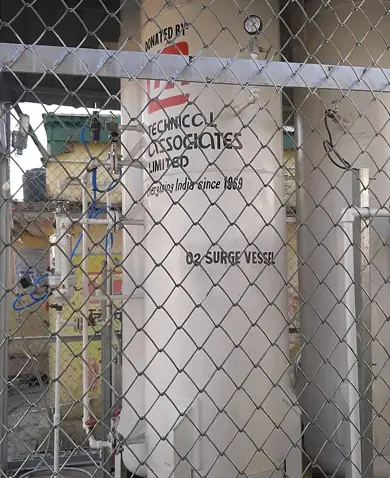 DONATED BY
TECHNICAL
ASSOCIATES
LIMITED
Energising India since 1969
O2 SURGE VESSEL